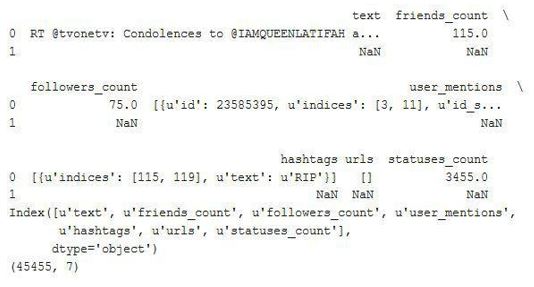 text friends_count \
0 RT @tvonetv: Condolences to @IAMQUEENLATIFAH a... 115.0
1 NaN NaN
followers_count user_mentions \
0 75.0 [{u'id': 23585395, u'indices': [3, 11], u'id_s...
1 NaN NaN
hashtags urls statuses_count
0 [{u'indices': [115, 119], u'text': u'RIP'}] [] 3455.0
1 NaN NaN NaN
Index([u'text', u'friends_count', u'followers_count', u'user_mentions',
u'hashtags', u'urls', u'statuses_count'],
dtype='object')
(45455, 7)